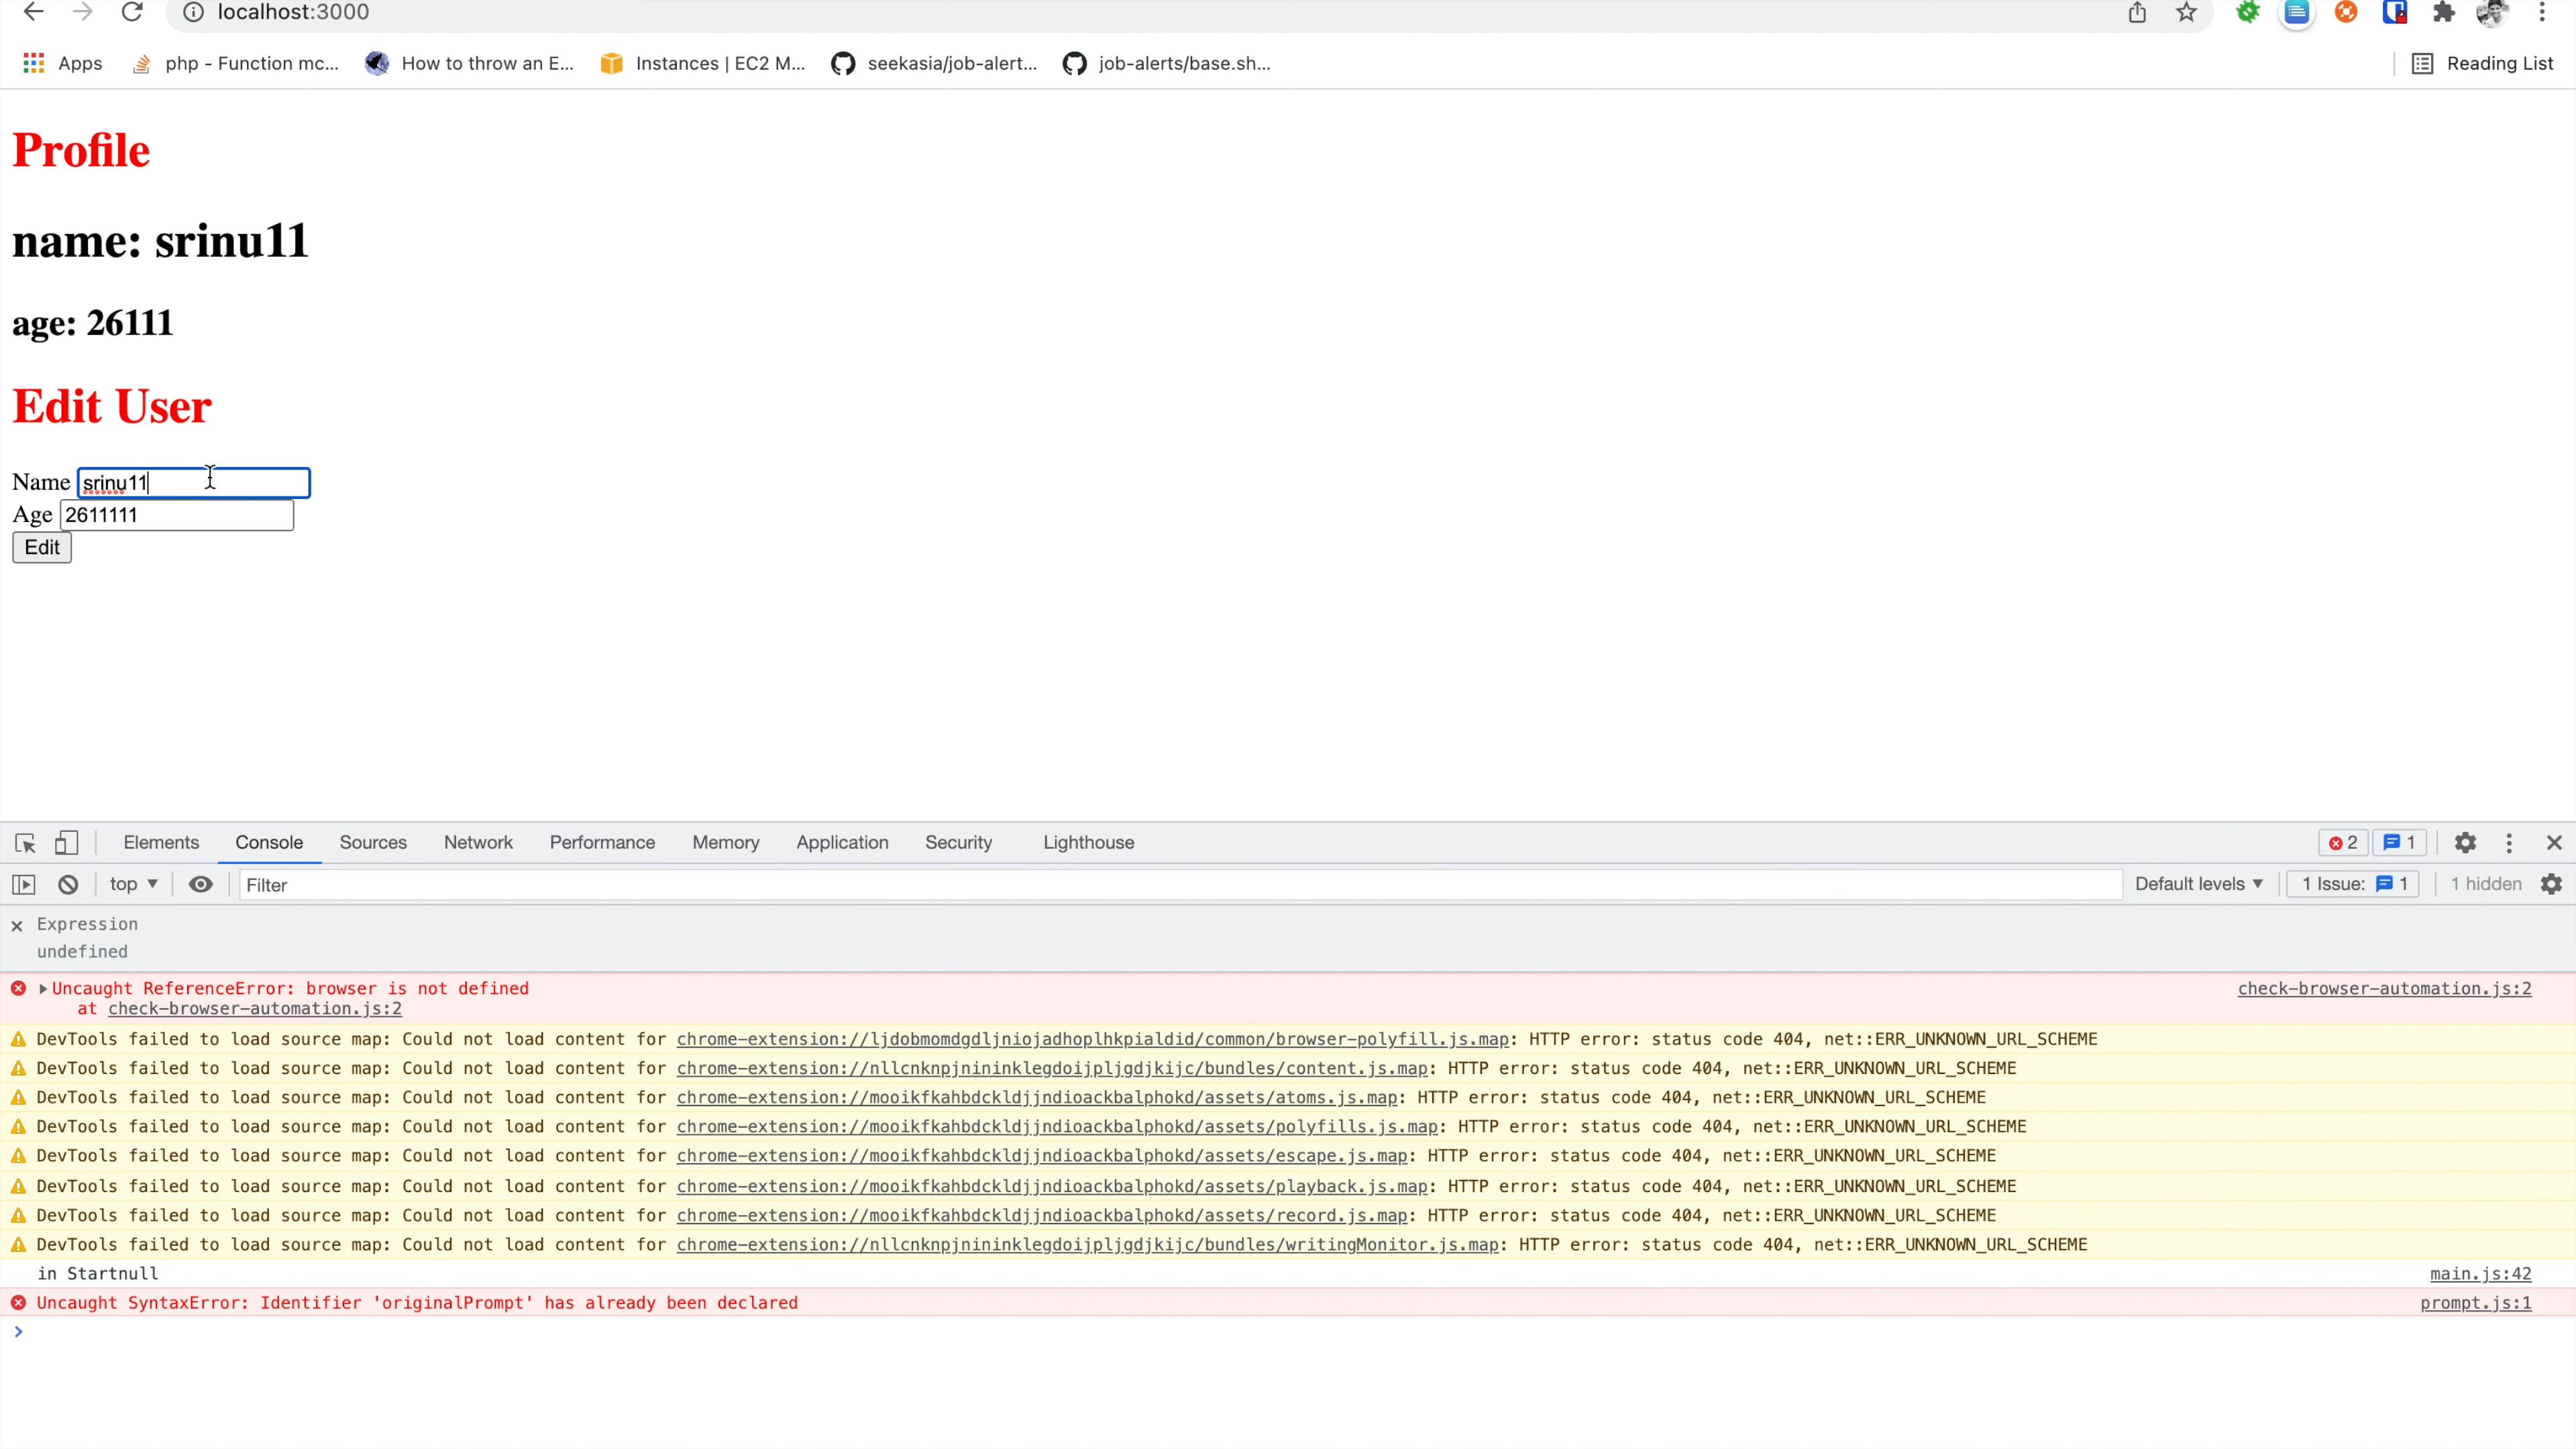 localhost:3000
Apps php - Function mc... How to throw an E... Instances | EC2 M... seekasia/job-alert... job-alerts/base.sh... Reading List
Profile
name: srinu11
age: 26111
Edit User
Name srinu11
Age 2611111
Edit
Elements Console Sources Network Performance Memory Application Security Lighthouse 2 1
top Filter Default levels 1 Issue: 1 1 hidden
Expression
undefined
Uncaught ReferenceError: browser is not defined check-browser-automation.js:2
at check-browser-automation.js:2
DevTools failed to load source map: Could not load content for chrome-extension://ljdobmomdgdljniojadhoplhkpialdid/common/browser-polyfill.js.map: HTTP error: status code 404, net::ERR_UNKNOWN_URL_SCHEME
DevTools failed to load source map: Could not load content for chrome-extension://nllcnknpjnininklegdoijpljgdjkijc/bundles/content.js.map: HTTP error: status code 404, net::ERR_UNKNOWN_URL_SCHEME
DevTools failed to load source map: Could not load content for chrome-extension://mooikfkahbdckldjjndioackbalphokd/assets/atoms.js.map: HTTP error: status code 404, net::ERR_UNKNOWN_URL_SCHEME
DevTools failed to load source map: Could not load content for chrome-extension://mooikfkahbdckldjjndioackbalphokd/assets/polyfills.js.map: HTTP error: status code 404, net::ERR_UNKNOWN_URL_SCHEME
DevTools failed to load source map: Could not load content for chrome-extension://mooikfkahbdckldjjndioackbalphokd/assets/escape.js.map: HTTP error: status code 404, net::ERR_UNKNOWN_URL_SCHEME
DevTools failed to load source map: Could not load content for chrome-extension://mooikfkahbdckldjjndioackbalphokd/assets/playback.js.map: HTTP error: status code 404, net::ERR_UNKNOWN_URL_SCHEME
DevTools failed to load source map: Could not load content for chrome-extension://mooikfkahbdckldjjndioackbalphokd/assets/record.js.map: HTTP error: status code 404, net::ERR_UNKNOWN_URL_SCHEME
DevTools failed to load source map: Could not load content for chrome-extension://nllcnknpjnininklegdoijpljgdjkijc/bundles/writingMonitor.js.map: HTTP error: status code 404, net::ERR_UNKNOWN_URL_SCHEME
in Startnull main.js:42
Uncaught SyntaxError: Identifier 'originalPrompt' has already been declared prompt.js:1